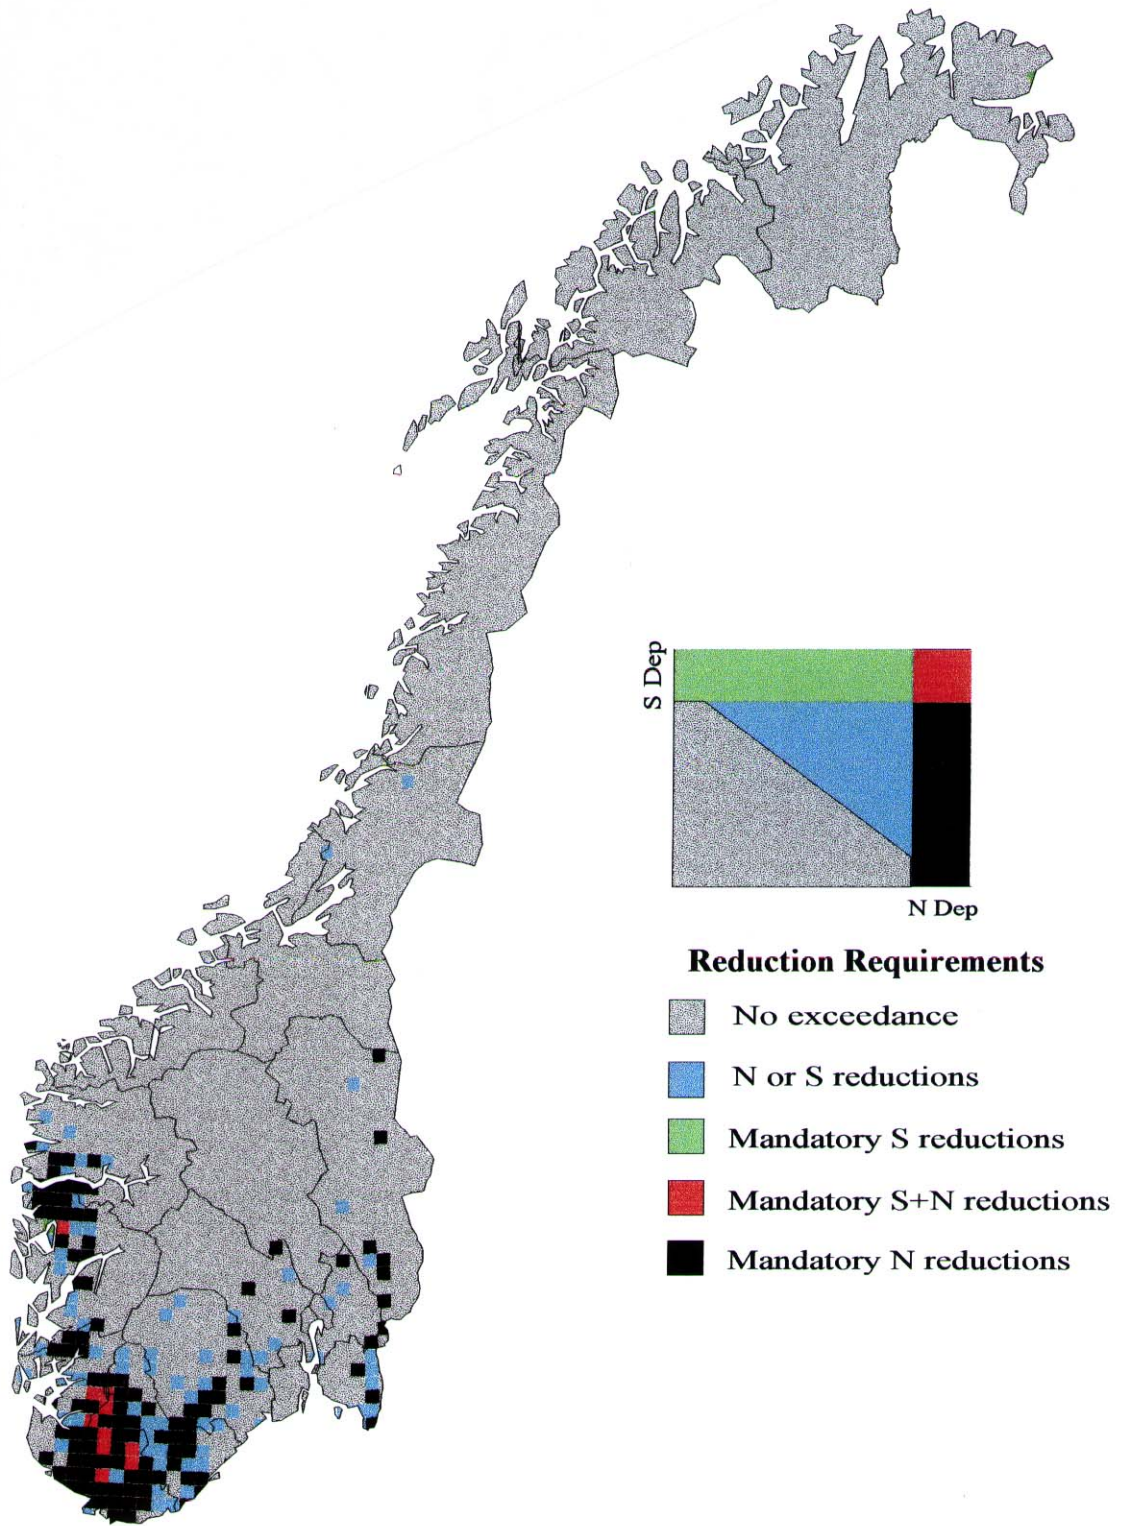 S Dep
N Dep
Reduction Requirements
No exceedance
N or S reductions
Mandatory S reductions
Mandatory S+N reductions
Mandatory N reductions